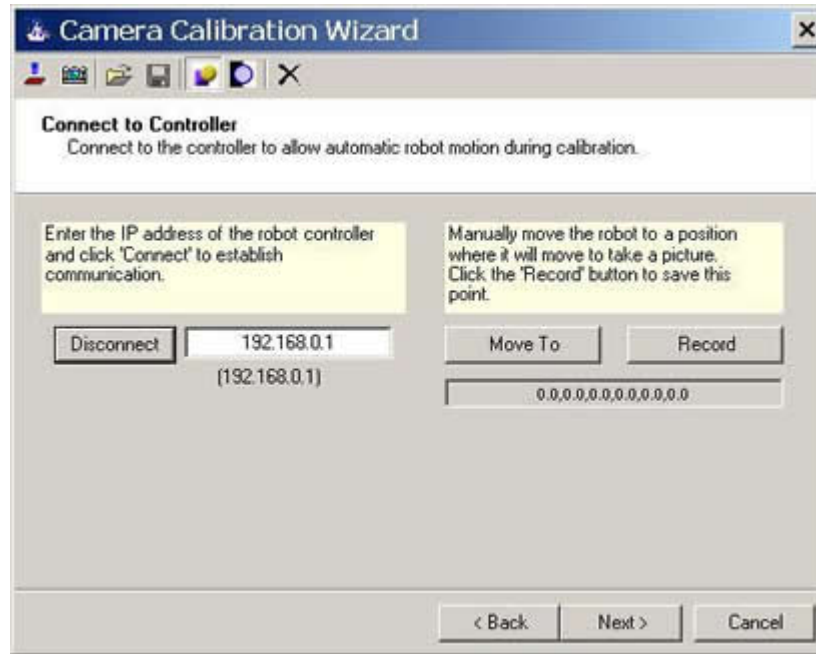 Camera Calibration Wizard
Connect to Controller
Connect to the controller to allow automatic robot motion during calibration.
Enter the IP address of the robot controller
and click 'Connect' to establish
communication.
Manually move the robot to a position
where it will move to take a picture.
Click the 'Record' button to save this
point.
Disconnect 192.168.0.1 Move To Record
(192.168.0.1)
0.0,0.0,0.0,0.0,0.0,0.0
< Back Next > Cancel